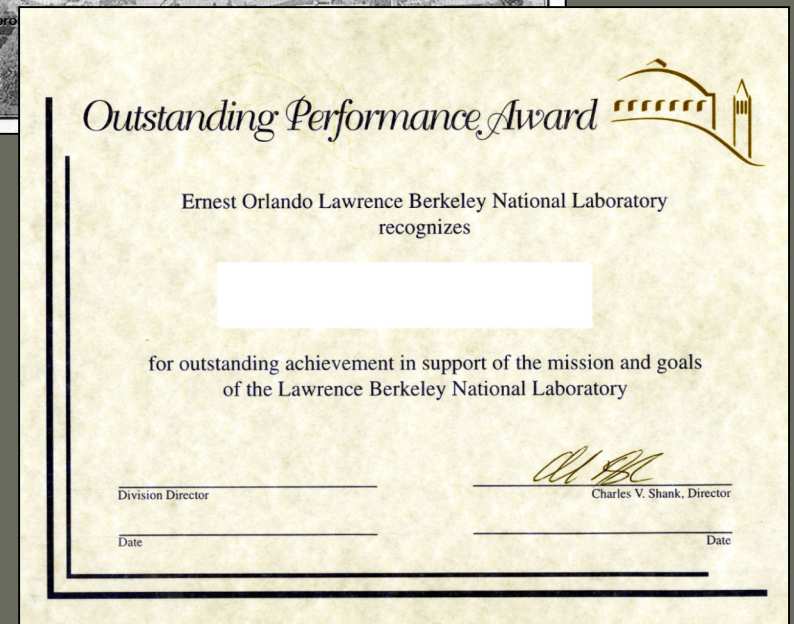 pro
Outstanding Performance Award
Ernest Orlando Lawrence Berkeley National Laboratory
recognizes
for outstanding achievement in support of the mission and goals
of the Lawrence Berkeley National Laboratory
Division Director
Charles V. Shank, Director
Date
Date